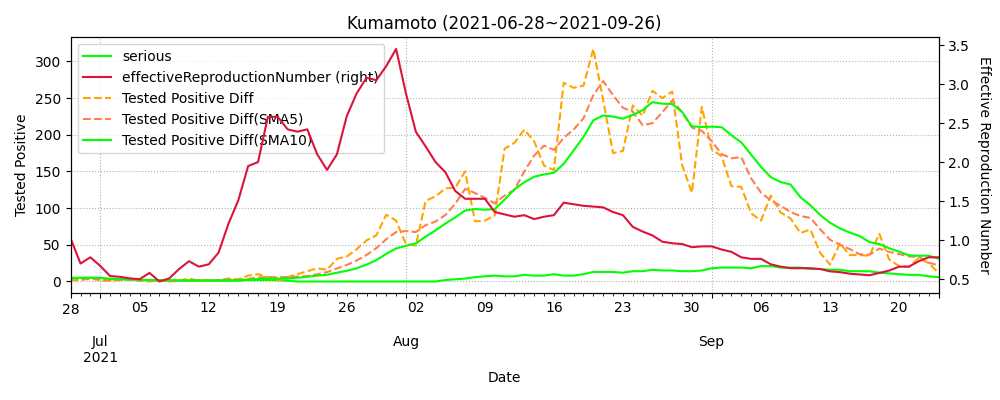 Kumamoto (2021-06-28~2021-09-26)
serious
effectiveReproductionNumber (right)
Tested Positive Diff
Tested Positive Diff(SMA5)
Tested Positive Diff(SMA10)
Tested Positive
300
250
200
150
100
50
0
3.5
3.0
2.5
2.0
1.5
1.0
0.5
Effective Reproduction Number
28 05 12 19 26 02 09 16 23 30 06 13 20
Jul Aug Sep
2021
Date